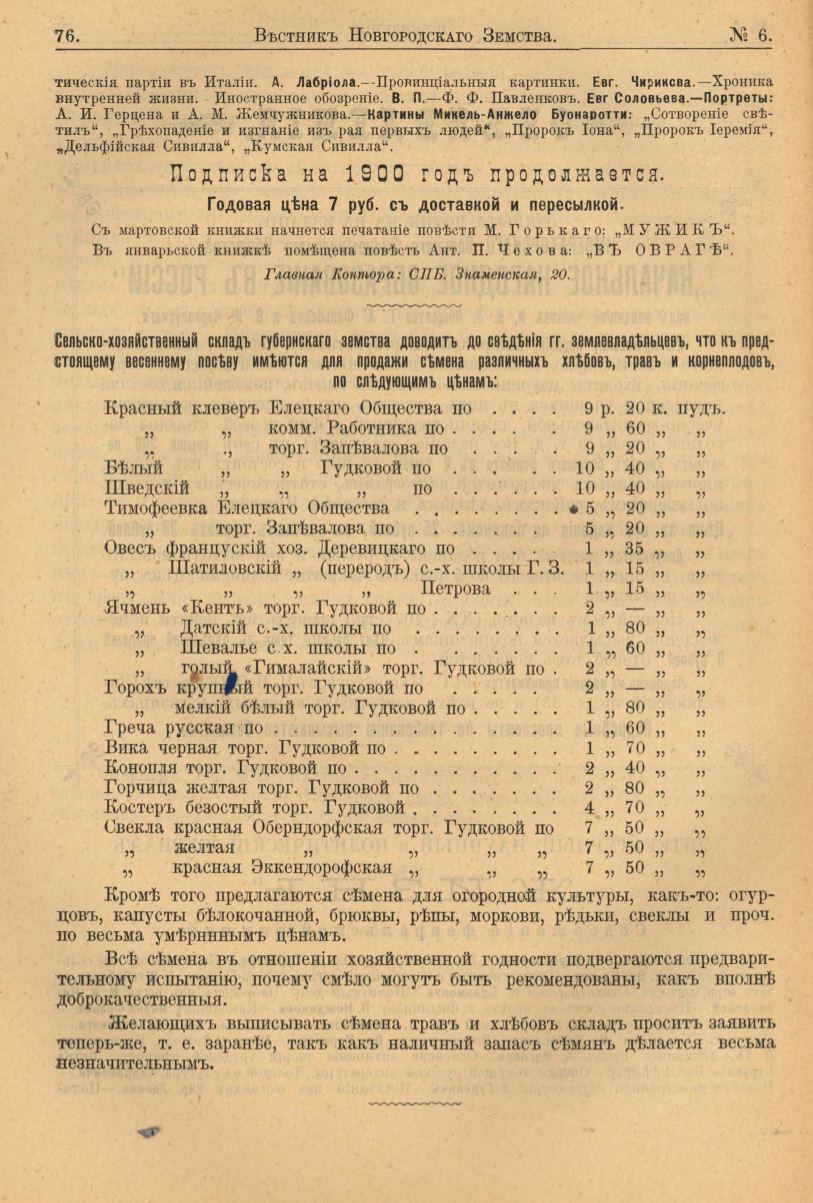 76. Вѣстникъ Новгородскаго Земства. № 6.
тическія партіи въ Италіи. А. Лабріола.—Провинціальныя картинки. Евг. Чирикова.—Хроника
внутренней жизни. Иностранное обозреніе. В. П.—Ф. Ф. Павленковъ. Евг Соловьева.—Портреты:
А. И. Герцена и А. М. Жемчужникова.—Картины Микель-Анжело Буонаротти: „Сотвореніе свѣ-
тилъ“, „Грѣхопаденіе и изгнаніе изъ рая первыхъ людей“, „Пророкъ Іона“, „Пророкъ Іеремія“,
„Дельфійская Сивилла“, „Кумская Сивилла“.
Подписка на 1900 годъ продолжается.
Годовая цѣна 7 руб. съ доставкой и пересылкой.
Съ мартовской книжки начнется печатаніе повѣсти М. Горькаго: „МУЖИКЪ“.
Въ январьской книжкѣ помѣщена повѣсть Ант. П. Чехова: „ВЪ ОВРАГѢ“.
Главная Контора: СПБ. Знаменская, 20.
Сельско-хозяйственный складъ губернскаго земства доводитъ до свѣдѣнія гг. землевладѣльцевъ, что къ пред-
стоящему весеннему посѣву имѣются для продажи сѣмена различныхъ хлѣбовъ, травъ и корнеплодовъ,
по слѣдующимъ цѣнамъ:
Красный клеверъ Елецкаго Общества по . . . . 9 р. 20 к. пудъ.
„ „ комм. Работника по . . . . . 9 „ 60 „ „
„ „ торг. Запѣвалова по . . . . 9 „ 20 „ „
Бѣлый „ „ Гудковой по . . . . . 10 „ 40 „ „
Шведскій „ „ „ по . . . . . . 10 „ 40 „ „
Тимофеевка Елецкаго Общества . . . . . . . 5 „ 20 „ „
„ торг. Запѣвалова по . . . . . . . 5 „ 20 „ „
Овесъ францускій хоз. Деревицкаго по . . . . 1 „ 35 „ „
„ Шатиловскій „ (переродъ) с.-х. школы Г. З. 1 „ 15 „ „
„ „ „ „ Петрова . . . 1 „ 15 „ „
Ячмень «Кентъ» торг. Гудковой по . . . . . . 2 „ — „ „
„ Датскій с.-х. школы по . . . . . . . . 1 „ 80 „ „
„ Шевалье с.х. школы по . . . . . . . . 1 „ 60 „ „
„ голый «Гималайскій» торг. Гудковой по . 2 „ — „ „
Горохъ крупный торг. Гудковой по . . . . . 2 „ — „ „
„ мелкій бѣлый торг. Гудковой по . . . . . 1 „ 80 „ „
Греча русская по . . . . . . . . . . . . . . 1 „ 60 „ „
Вика черная торг. Гудковой по . . . . . . . . 1 „ 70 „ „
Конопля торг. Гудковой по . . . . . . . . . . 2 „ 40 „ „
Горчица желтая торг. Гудковой по . . . . . . 2 „ 80 „ „
Костеръ безостый торг. Гудковой . . . . . . . 4 „ 70 „ „
Свекла красная Оберндорфская торг. Гудковой по 7 „ 50 „ „
„ желтая „ „ „ „ 7 „ 50 „ „
„ красная Эккендорофская „ „ „ 7 „ 50 „ „
Кромѣ того предлагаются сѣмена для огородной культуры, какъ-то: огур-
цовъ, капусты бѣлокочанной, брюквы, рѣпы, моркови, рѣдьки, свеклы и проч.
по весьма умѣрнннымъ цѣнамъ.
Всѣ сѣмена въ отношеніи хозяйственной годности подвергаются предвари-
тельному испытанію, почему смѣло могутъ быть рекомендованы, какъ вполнѣ
доброкачественныя.
Желающихъ выписывать сѣмена травъ и хлѣбовъ складъ проситъ заявить
теперь-же, т. е. заранѣе, такъ какъ наличный запасъ сѣмянъ дѣлается весьма
незначительнымъ.